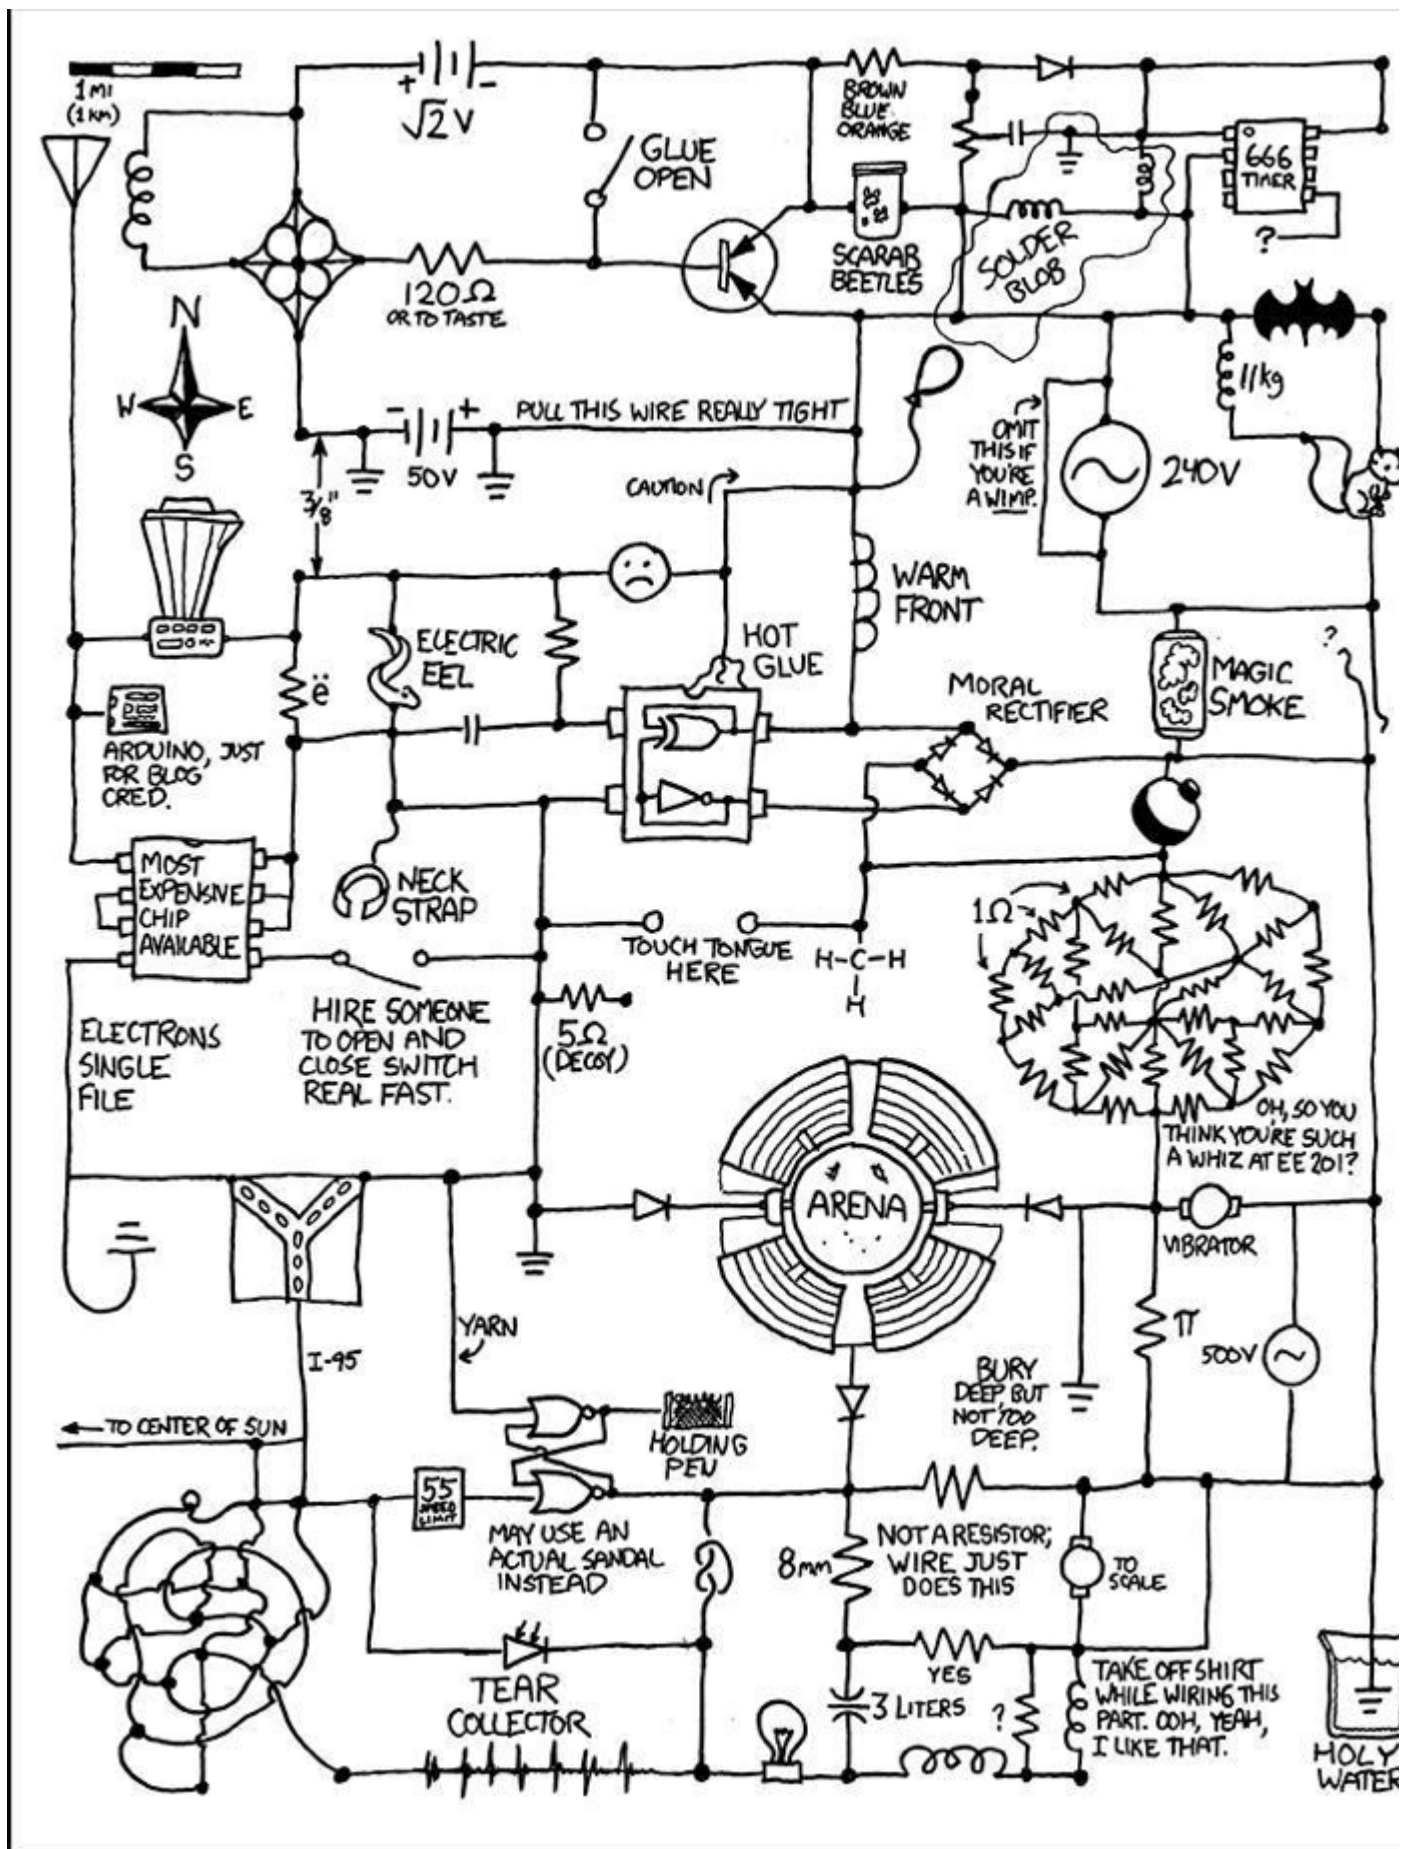 1 MI
(1 KM)
+ -
√2 V
GLUE
OPEN
BROWN
BLUE
ORANGE
SCARAB
BEETLES
SOLDER
BLOB
666
TIMER
?
120Ω
OR TO TASTE
N
W E
S
- +
50V
PULL THIS WIRE REALLY TIGHT
3/8"
CAUTION
OMIT
THIS IF
YOU'RE
A WIMP.
240V
11kg
WARM
FRONT
HOT
GLUE
ELECTRIC
EEL
ë
MORAL
RECTIFIER
MAGIC
SMOKE
?
ARDUINO, JUST
FOR BLOG
CRED.
MOST
EXPENSIVE
CHIP
AVAILABLE
NECK
STRAP
TOUCH TONGUE
HERE
H-C-H
H
1Ω
HIRE SOMEONE
TO OPEN AND
CLOSE SWITCH
REAL FAST.
5Ω
(DECOY)
ELECTRONS
SINGLE
FILE
OH, SO YOU
THINK YOU'RE SUCH
A WHIZ AT EE 201?
ARENA
VIBRATOR
YARN
I-95
π
500V
BURY
DEEP, BUT
NOT TOO
DEEP.
TO CENTER OF SUN
HOLDING
PEN
55
SPEED
LIMIT
MAY USE AN
ACTUAL SANDAL
INSTEAD
8mm
NOT A RESISTOR;
WIRE JUST
DOES THIS
TO
SCALE
TEAR
COLLECTOR
YES
3 LITERS
?
TAKE OFF SHIRT
WHILE WIRING THIS
PART. OOH, YEAH,
I LIKE THAT.
HOLY
WATER